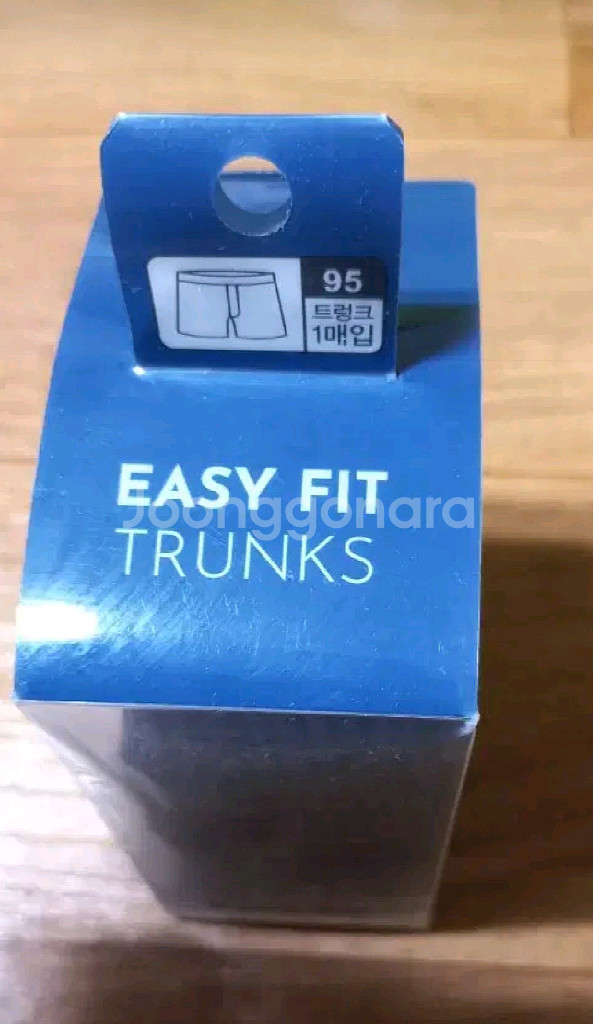 95
트렁크
1매입
EASY FIT
Joonggonara
TRUNKS